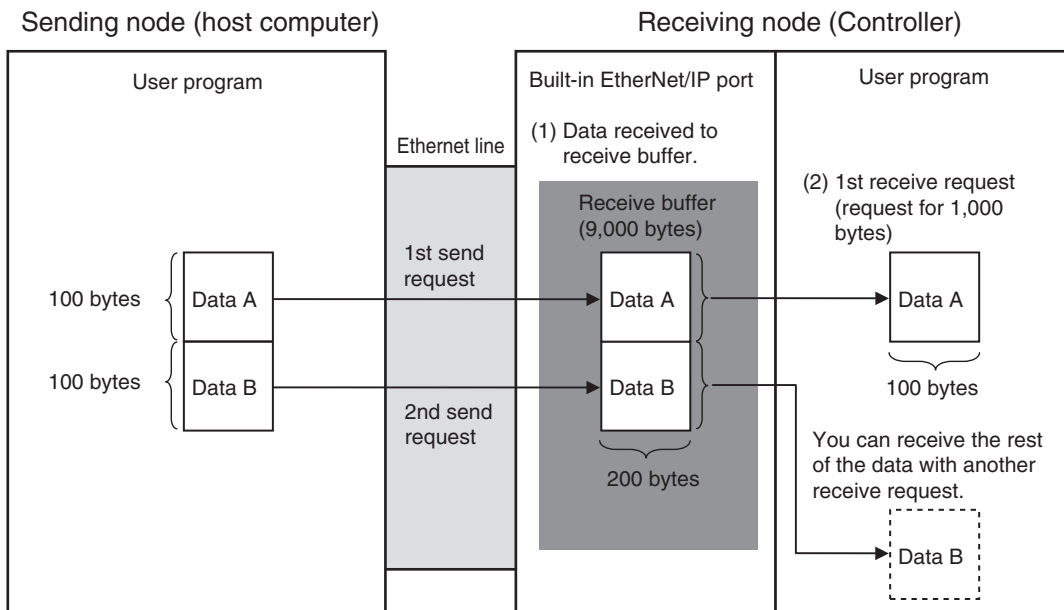 Sending node (host computer)
Receiving node (Controller)
User program
Ethernet line
Built-in EtherNet/IP port
User program
(1) Data received to
receive buffer.
Receive buffer
(9,000 bytes)
(2) 1st receive request
(request for 1,000
bytes)
1st send
request
100 bytes
Data A
Data A
Data A
100 bytes
100 bytes
Data B
Data B
2nd send
request
200 bytes
You can receive the rest
of the data with another
receive request.
Data B